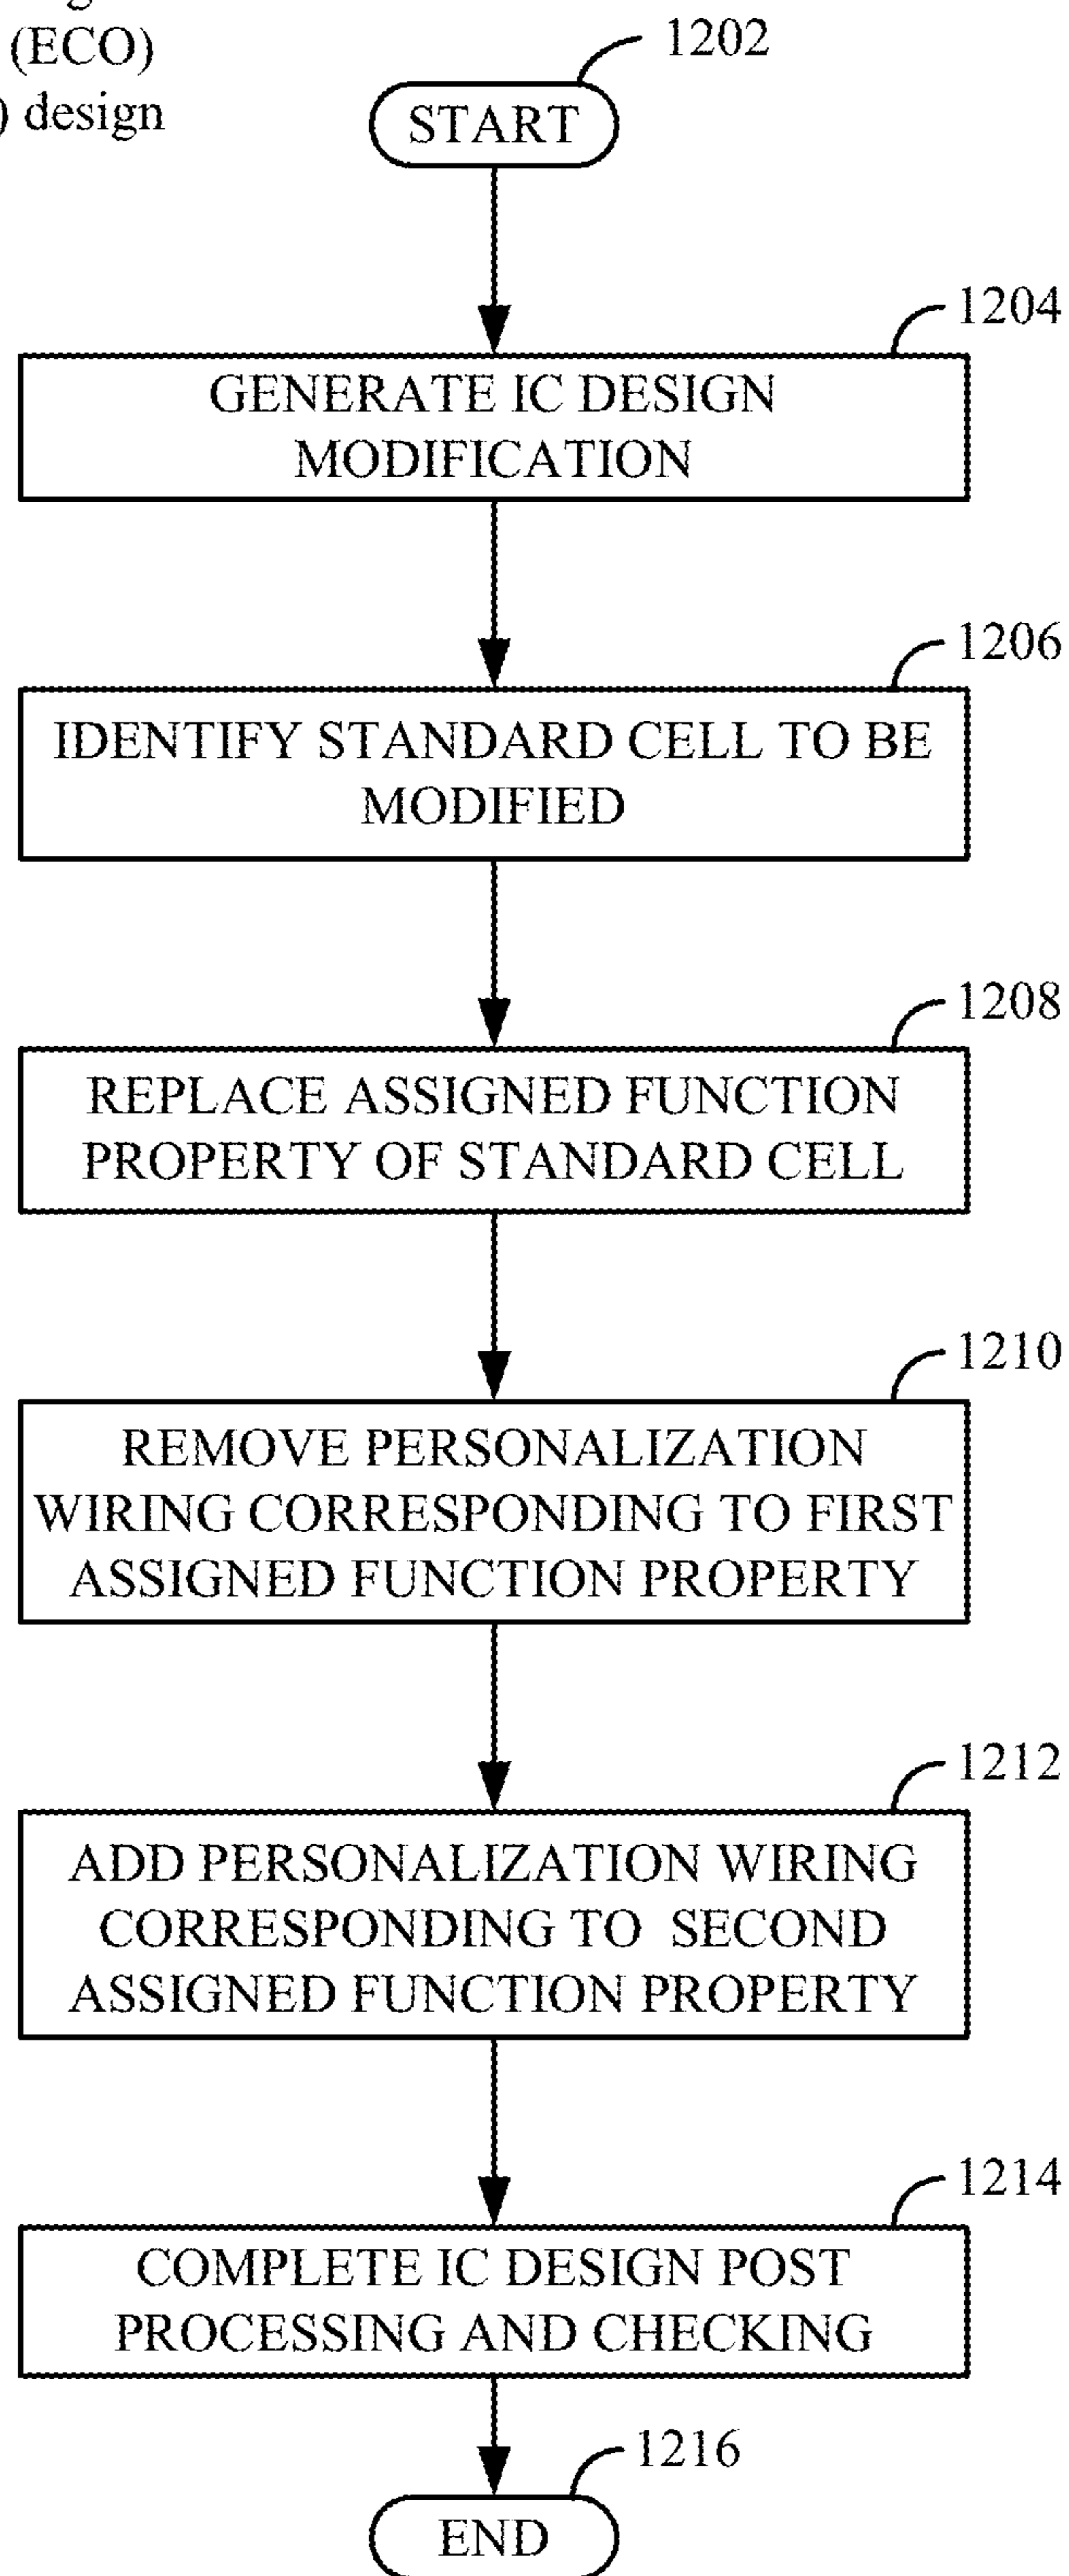 (ECO)
) design
1202
START
1204
GENERATE IC DESIGN
MODIFICATION
1206
IDENTIFY STANDARD CELL TO BE
MODIFIED
1208
REPLACE ASSIGNED FUNCTION
PROPERTY OF STANDARD CELL
1210
REMOVE PERSONALIZATION
WIRING CORRESPONDING TO FIRST
ASSIGNED FUNCTION PROPERTY
1212
ADD PERSONALIZATION WIRING
CORRESPONDING TO SECOND
ASSIGNED FUNCTION PROPERTY
1214
COMPLETE IC DESIGN POST
PROCESSING AND CHECKING
1216
END